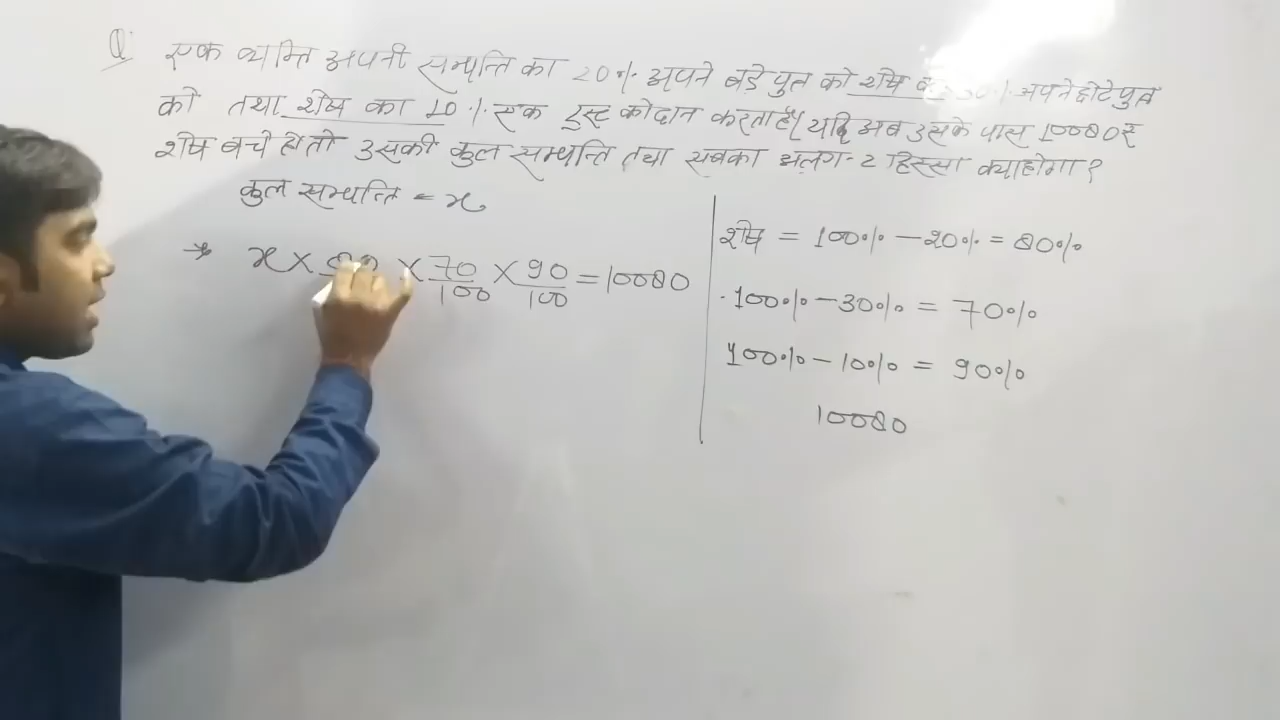 Q. एक व्यक्ति अपनी सम्पत्ति का 20% अपने बड़े पुत्र को शेष का 30% अपने छोटे पुत्र
को तथा शेष का 10% एक ट्रस्ट को दान करता है। यदि अब उसके पास 10080 रु
शेष बचे हो तो उसकी कुल सम्पत्ति तथा सबका अलग-2 हिस्सा क्या होगा?
कुल सम्पत्ति = x
→ x × × 70/100 × 90/100 = 10080
शेष = 100% - 20% = 80%
100% - 30% = 70%
100% - 10% = 90%
10080